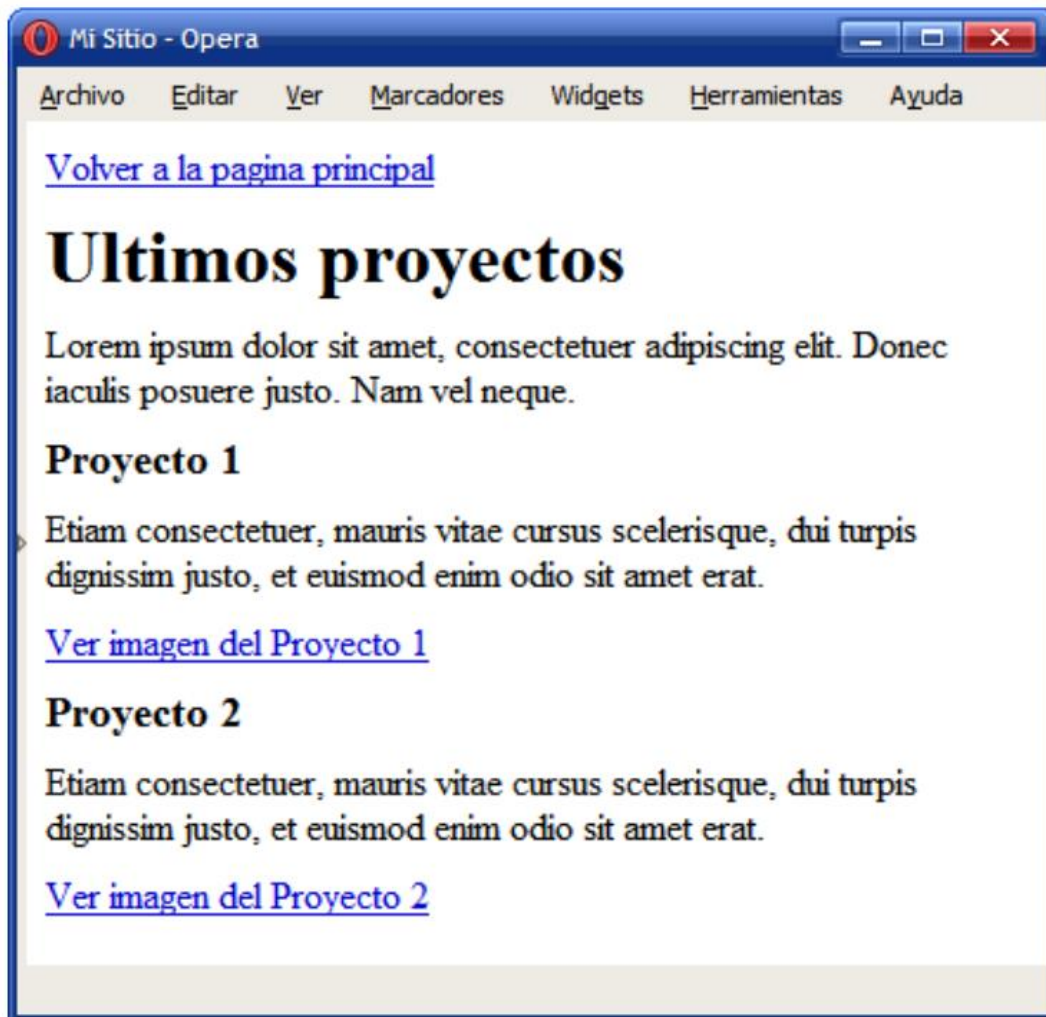 Mi Sitio - Opera
Archivo Editar Ver Marcadores Widgets Herramientas Ayuda
Volver a la pagina principal
Ultimos proyectos
Lorem ipsum dolor sit amet, consectetuer adipiscing elit. Donec
iaculis posuere justo. Nam vel neque.
Proyecto 1
Etiam consectetuer, mauris vitae cursus scelerisque, dui turpis
dignissim justo, et euismod enim odio sit amet erat.
Ver imagen del Proyecto 1
Proyecto 2
Etiam consectetuer, mauris vitae cursus scelerisque, dui turpis
dignissim justo, et euismod enim odio sit amet erat.
Ver imagen del Proyecto 2